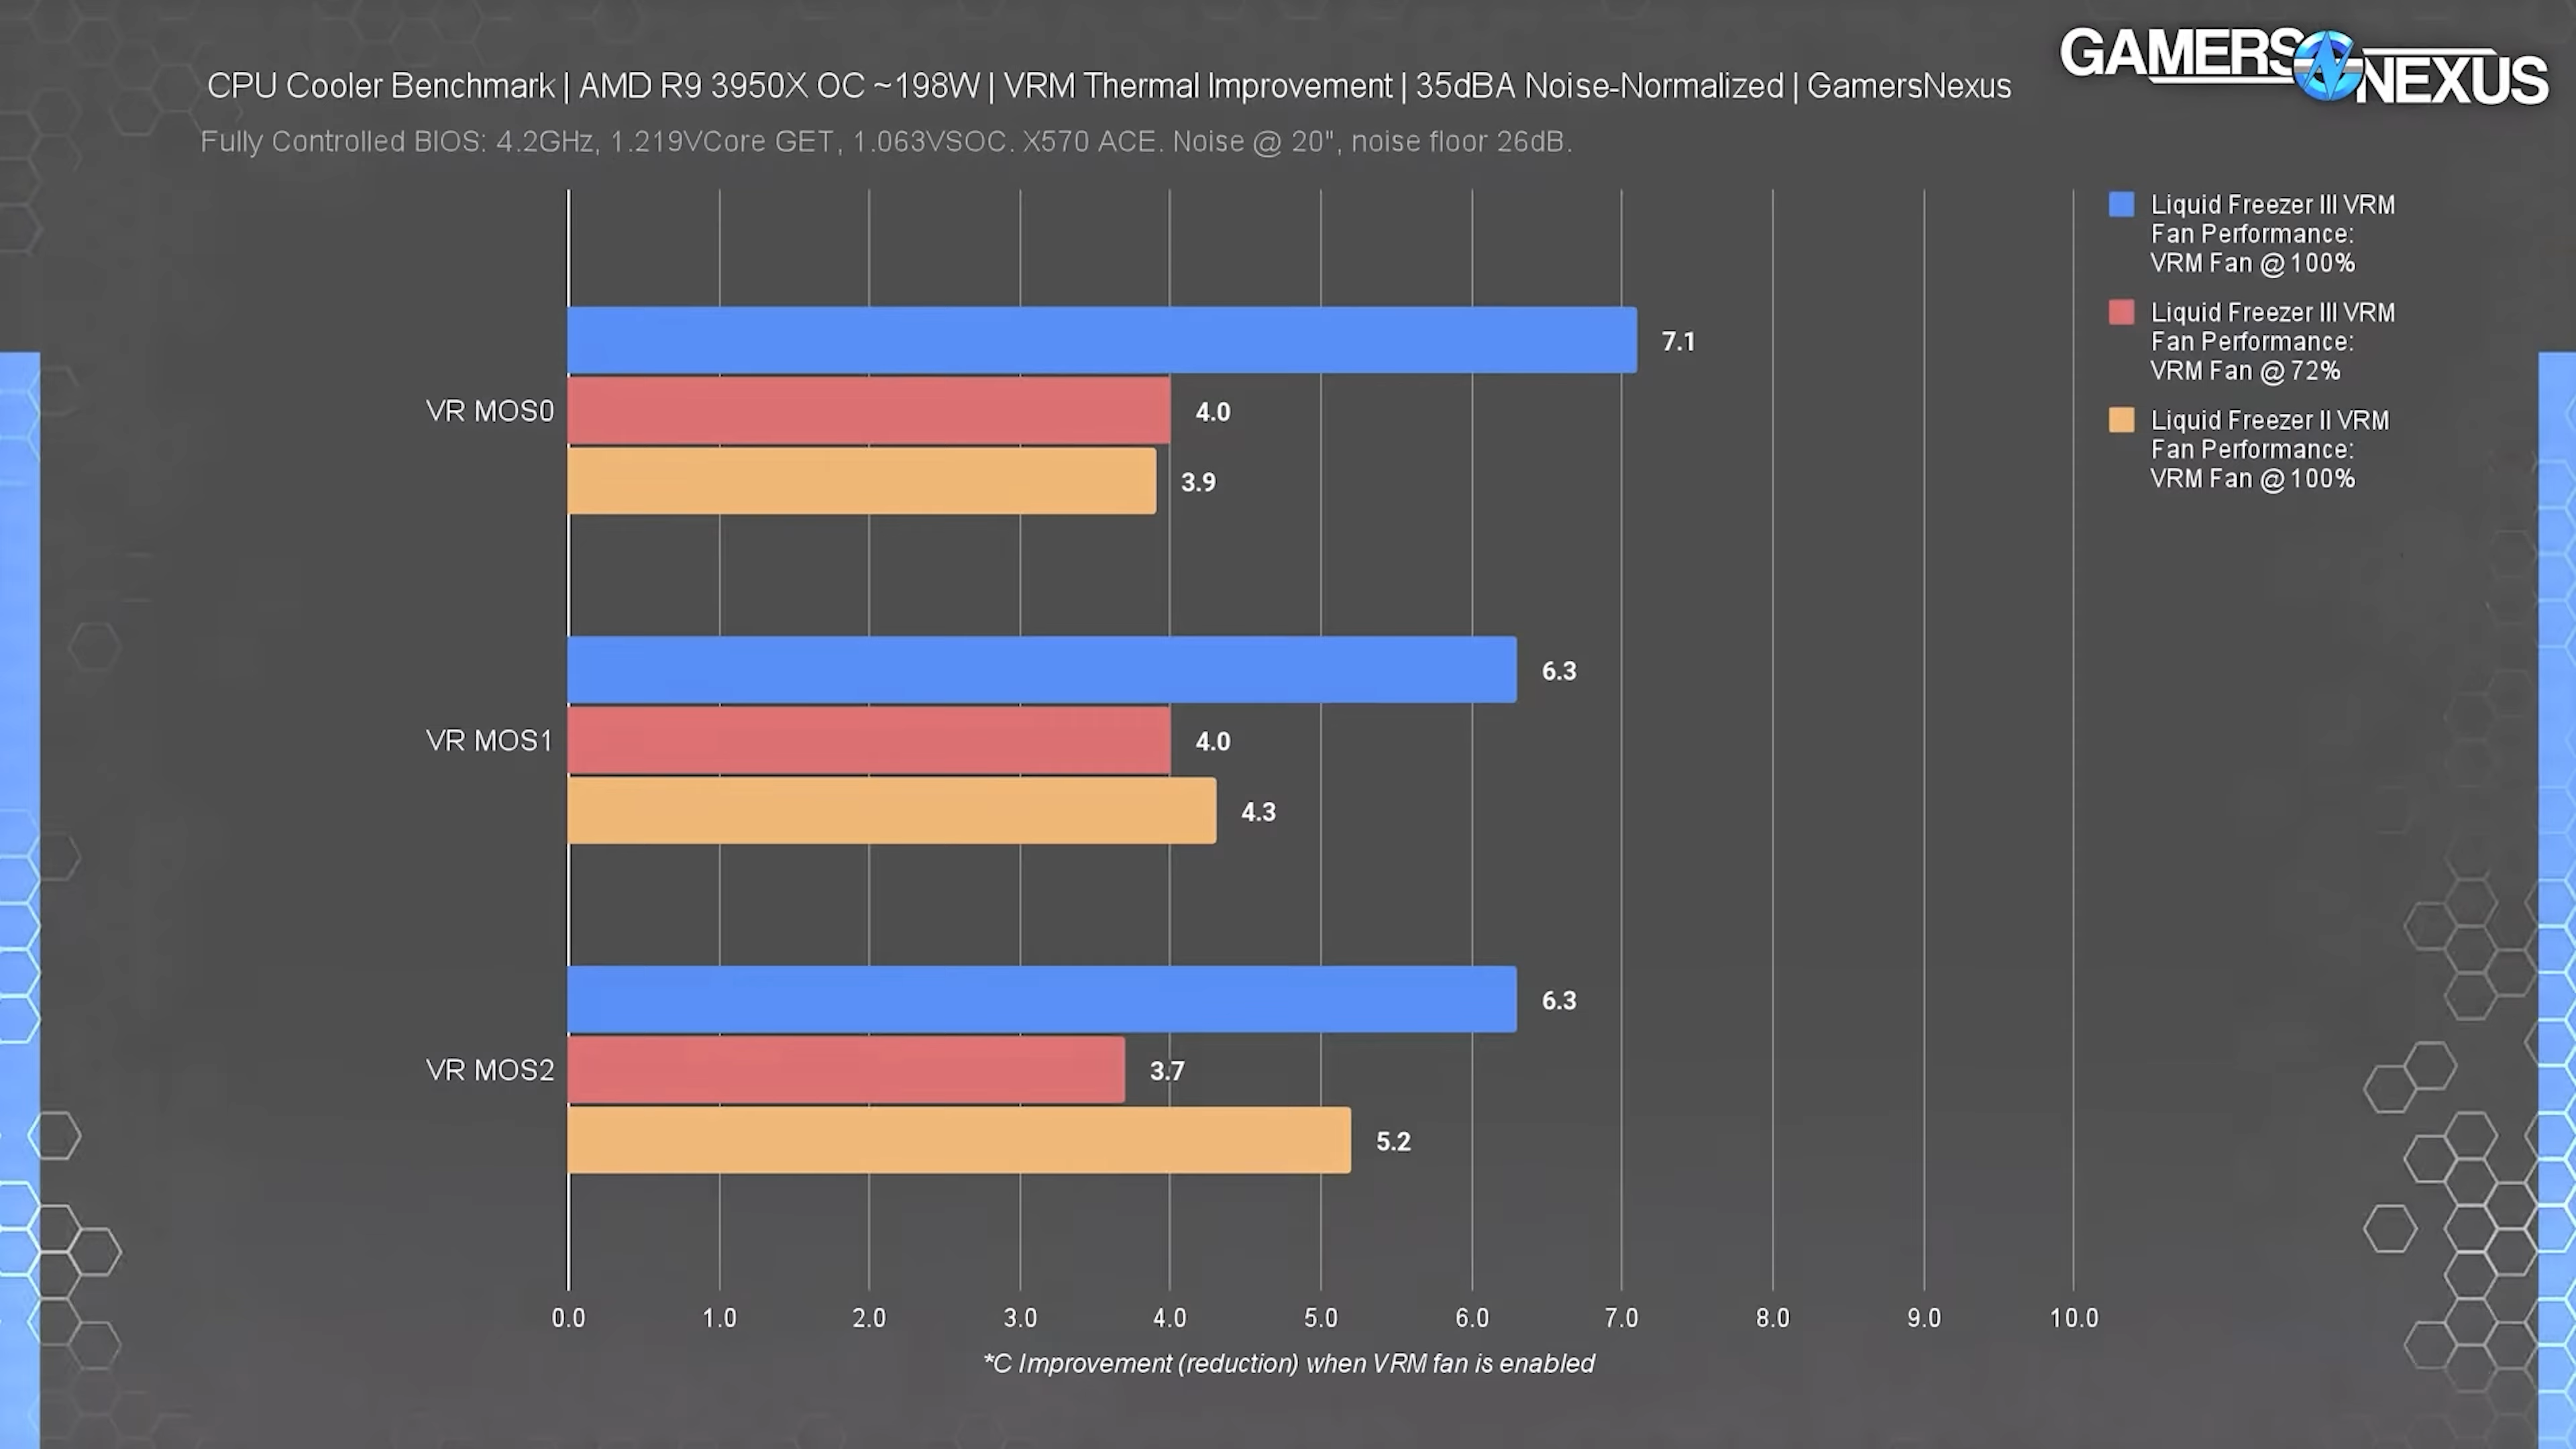 GAMERS NEXUS
CPU Cooler Benchmark | AMD R9 3950X OC ~198W | VRM Thermal Improvement | 35dBA Noise-Normalized | GamersNexus
Fully Controlled BIOS: 4.2GHz, 1.219VCore GET, 1.063VSOC. X570 ACE. Noise @ 20", noise floor 26dB.
Liquid Freezer III VRM
Fan Performance:
VRM Fan @ 100%
Liquid Freezer III VRM
Fan Performance:
VRM Fan @ 72%
Liquid Freezer II VRM
Fan Performance:
VRM Fan @ 100%
7.1
VR MOS0
4.0
3.9
6.3
VR MOS1
4.0
4.3
6.3
VR MOS2
3.7
5.2
0.0 1.0 2.0 3.0 4.0 5.0 6.0 7.0 8.0 9.0 10.0
*C Improvement (reduction) when VRM fan is enabled